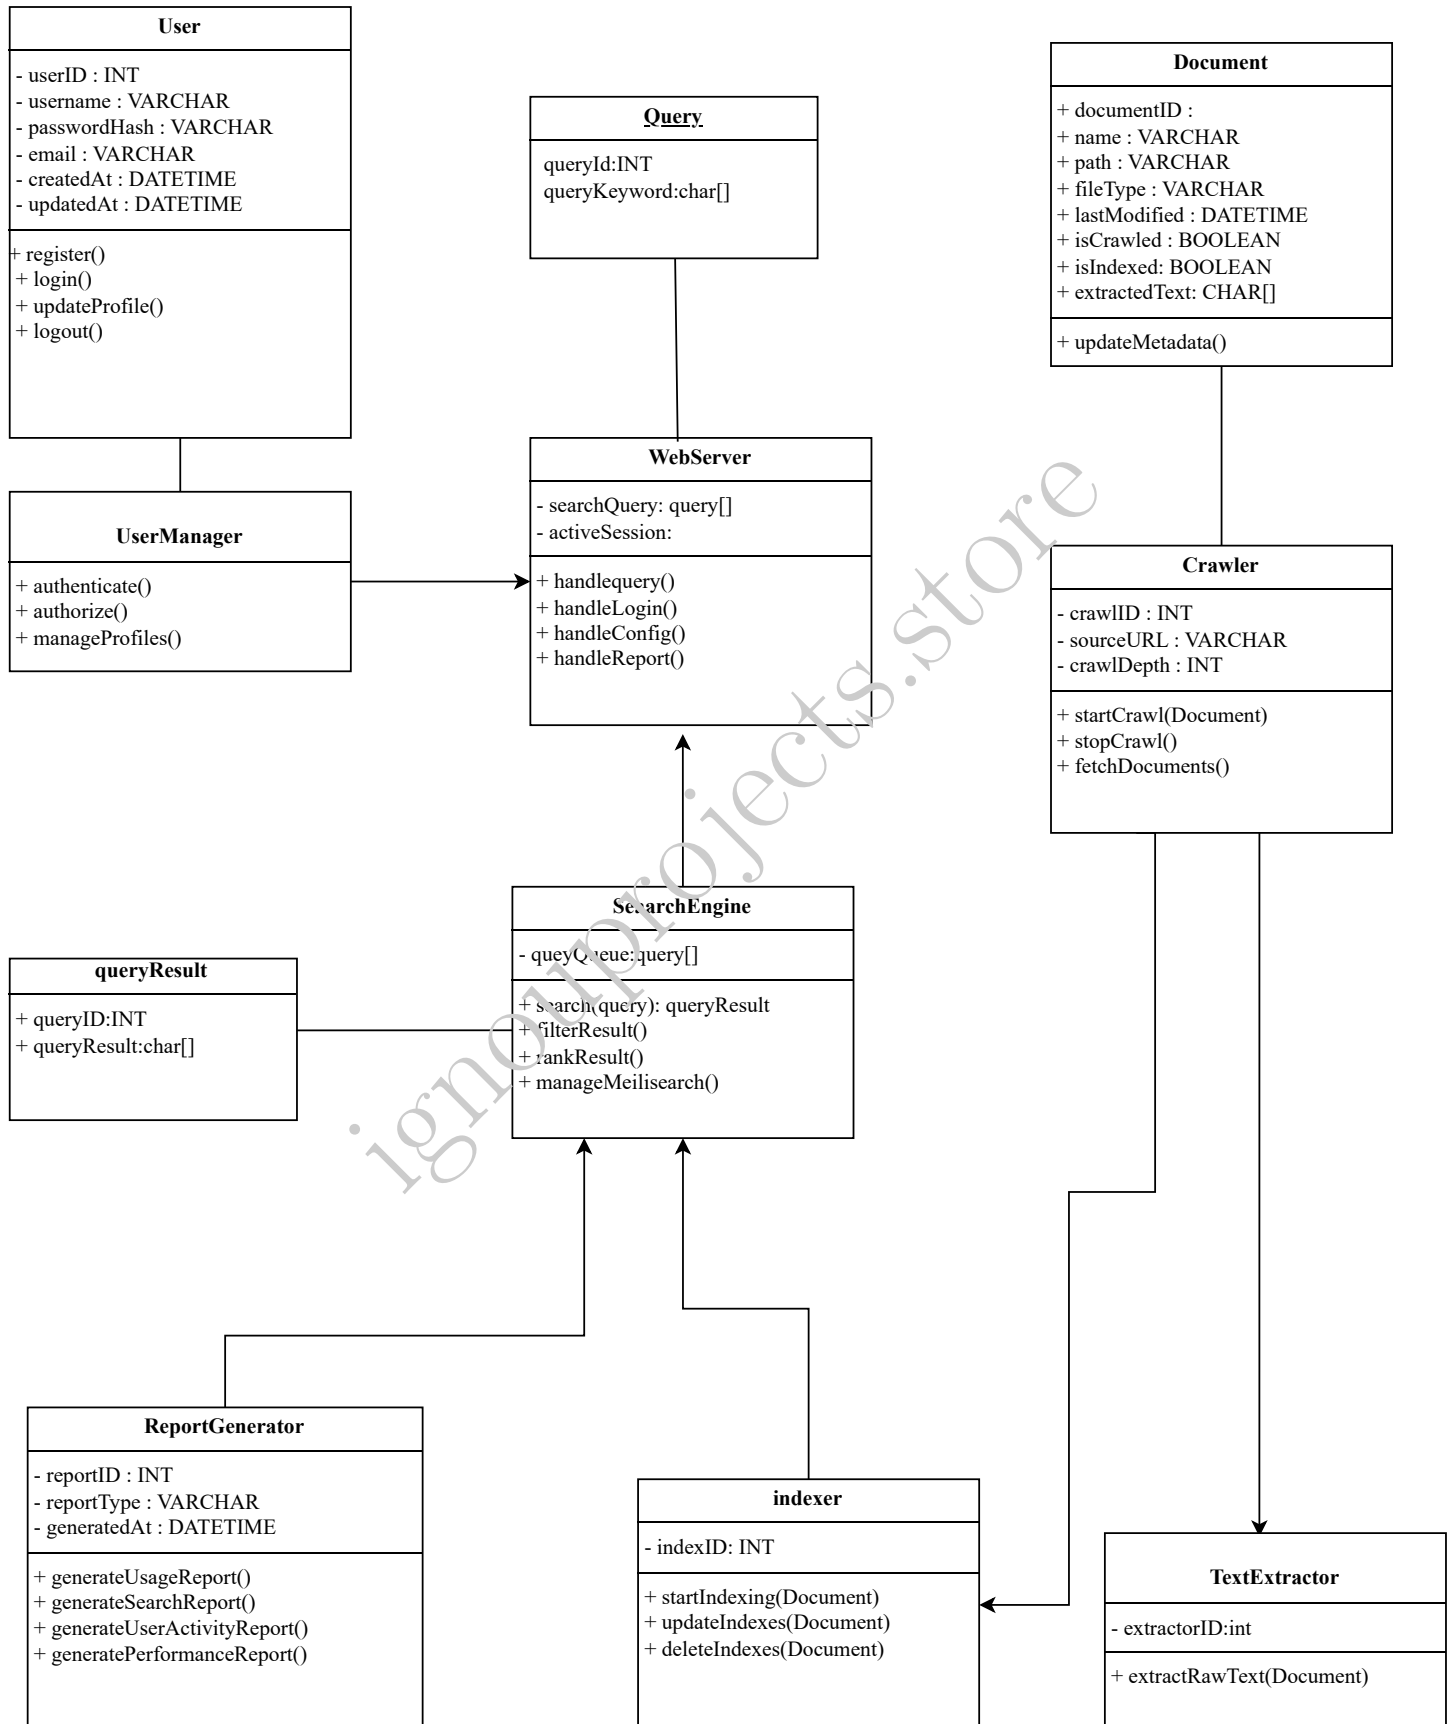 User
- userID : INT
- username : VARCHAR
- passwordHash : VARCHAR
- email : VARCHAR
- createdAt : DATETIME
- updatedAt : DATETIME
+ register()
+ login()
+ updateProfile()
+ logout()
Query
queryId:INT
queryKeyword:char[]
Document
+ documentID :
+ name : VARCHAR
+ path : VARCHAR
+ fileType : VARCHAR
+ lastModified : DATETIME
+ isCrawled : BOOLEAN
+ isIndexed: BOOLEAN
+ extractedText: CHAR[]
+ updateMetadata()
UserManager
+ authenticate()
+ authorize()
+ manageProfiles()
WebServer
- searchQuery: query[]
- activeSession:
+ handlequery()
+ handleLogin()
+ handleConfig()
+ handleReport()
Crawler
- crawlID : INT
- sourceURL : VARCHAR
- crawlDepth : INT
+ startCrawl(Document)
+ stopCrawl()
+ fetchDocuments()
queryResult
+ queryID:INT
+ queryResult:char[]
SesarchEngine
- queyQueue:query[]
+ search(query): queryResult
+ filterResult()
+ rankResult()
+ manageMeilisearch()
ignouprojects.store
ReportGenerator
- reportID : INT
- reportType : VARCHAR
- generatedAt : DATETIME
+ generateUsageReport()
+ generateSearchReport()
+ generateUserActivityReport()
+ generatePerformanceReport()
indexer
- indexID: INT
+ startIndexing(Document)
+ updateIndexes(Document)
+ deleteIndexes(Document)
TextExtractor
- extractorID:int
+ extractRawText(Document)